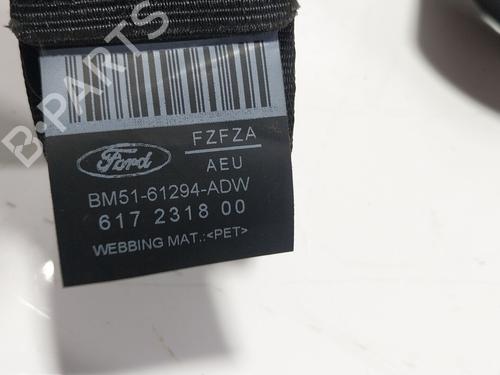 B-PARTS
Ford
FZFZA
AEU
BM51-61294-ADW
617 2318 00
WEBBING MAT.:<PET>